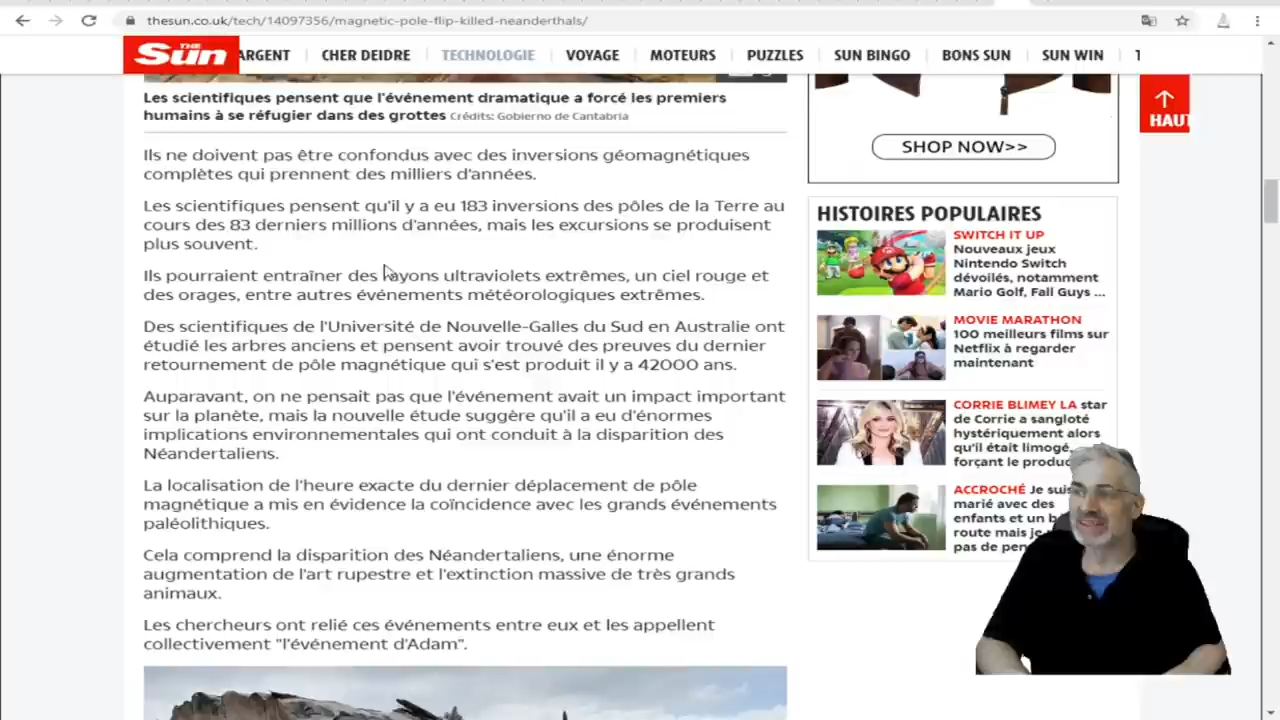 thesun.co.uk/tech/14097356/magnetic-pole-flip-killed-neanderthals/
THE Sun
ARGENT
CHER DEIDRE
TECHNOLOGIE
VOYAGE
MOTEURS
PUZZLES
SUN BINGO
BONS SUN
SUN WIN
Les scientifiques pensent que l'événement dramatique a forcé les premiers
humains à se réfugier dans des grottes Crédits: Gobierno de Cantabria
Ils ne doivent pas être confondus avec des inversions géomagnétiques
complètes qui prennent des milliers d'années.
Les scientifiques pensent qu'il y a eu 183 inversions des pôles de la Terre au
cours des 83 derniers millions d'années, mais les excursions se produisent
plus souvent.
Ils pourraient entraîner des rayons ultraviolets extrêmes, un ciel rouge et
des orages, entre autres événements météorologiques extrêmes.
Des scientifiques de l'Université de Nouvelle-Galles du Sud en Australie ont
étudié les arbres anciens et pensent avoir trouvé des preuves du dernier
retournement de pôle magnétique qui s'est produit il y a 42000 ans.
Auparavant, on ne pensait pas que l'événement avait un impact important
sur la planète, mais la nouvelle étude suggère qu'il a eu d'énormes
implications environnementales qui ont conduit à la disparition des
Néandertaliens.
La localisation de l'heure exacte du dernier déplacement de pôle
magnétique a mis en évidence la coïncidence avec les grands événements
paléolithiques.
Cela comprend la disparition des Néandertaliens, une énorme
augmentation de l'art rupestre et l'extinction massive de très grands
animaux.
Les chercheurs ont relié ces événements entre eux et les appellent
collectivement "l'événement d'Adam".
SHOP NOW>>
HAUT
HISTOIRES POPULAIRES
SWITCH IT UP
Nouveaux jeux
Nintendo Switch
dévoilés, notamment
Mario Golf, Fall Guys ...
MOVIE MARATHON
100 meilleurs films sur
Netflix à regarder
maintenant
CORRIE BLIMEY LA star
de Corrie a sangloté
hystériquement alors
qu'il était limogé,
forçant le
ACCROCHÉ Je suis
marié avec des
enfants et un
route mais je
pas de